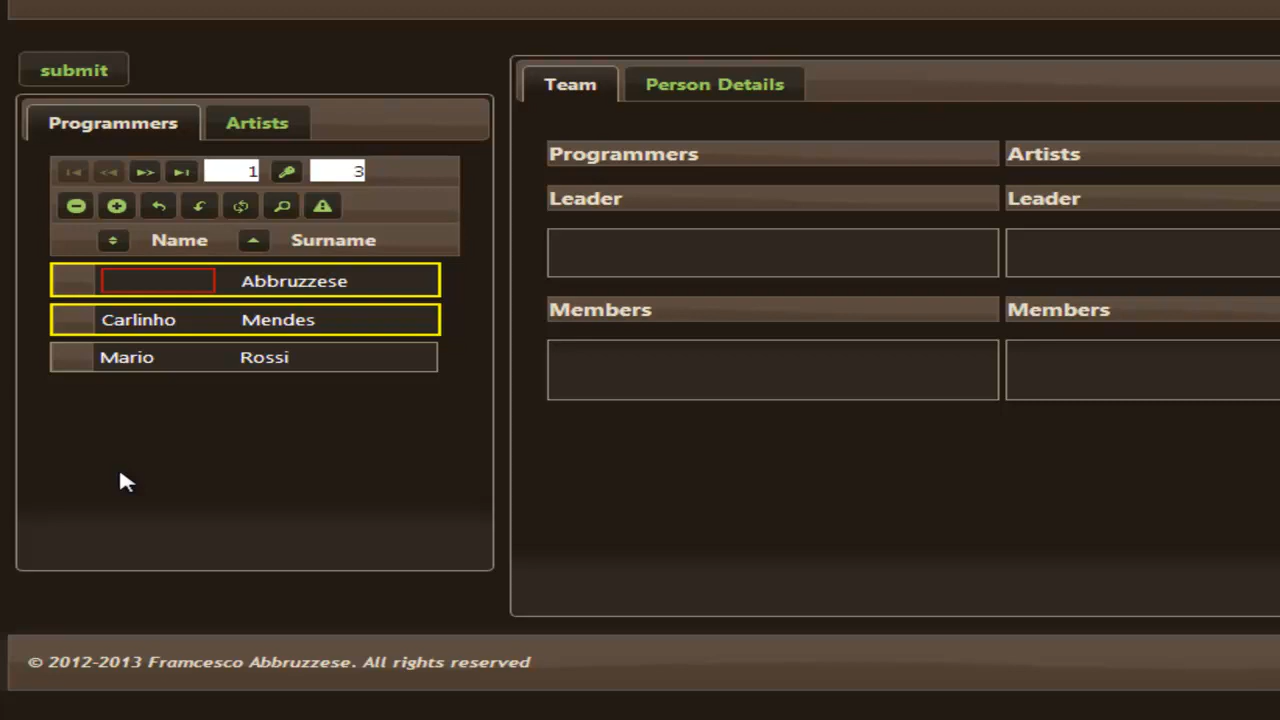 submit
Programmers Artists
1 3
Name Surname
Abbruzzese
Carlinho Mendes
Mario Rossi
Team Person Details
Programmers Artists
Leader Leader
Members Members
© 2012-2013 Framcesco Abbruzzese. All rights reserved